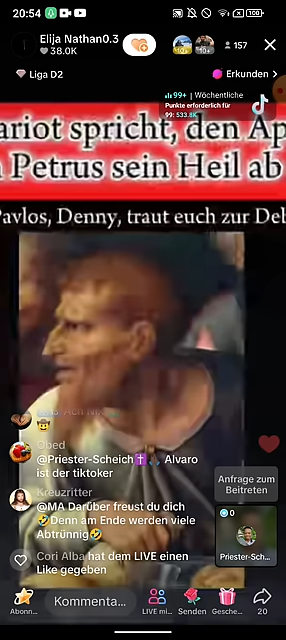 20:54
100
Elija Nathan0.3
38.0K
10+
157
Liga D2
Erkunden >
99+ | Wöchentliche
Punkte erforderlich für
99: 533.8K
ariot spricht, den Ap
Petrus sein Heil ab
Pavlos, Denny, traut euch zur Deb
Obed
@Priester-Scheich✝️🙏 Alvaro
ist der tiktoker
Kreuzritter
@MA Darüber freust du dich
🤣Denn am Ende werden viele
Abtrünnig🤣
Cori Alba hat dem LIVE einen
Like gegeben
Anfrage zum
Beitreten
0
Priester-Sch...
Abonn...
Kommenta...
LIVE mi...
Senden
Gesche...
20